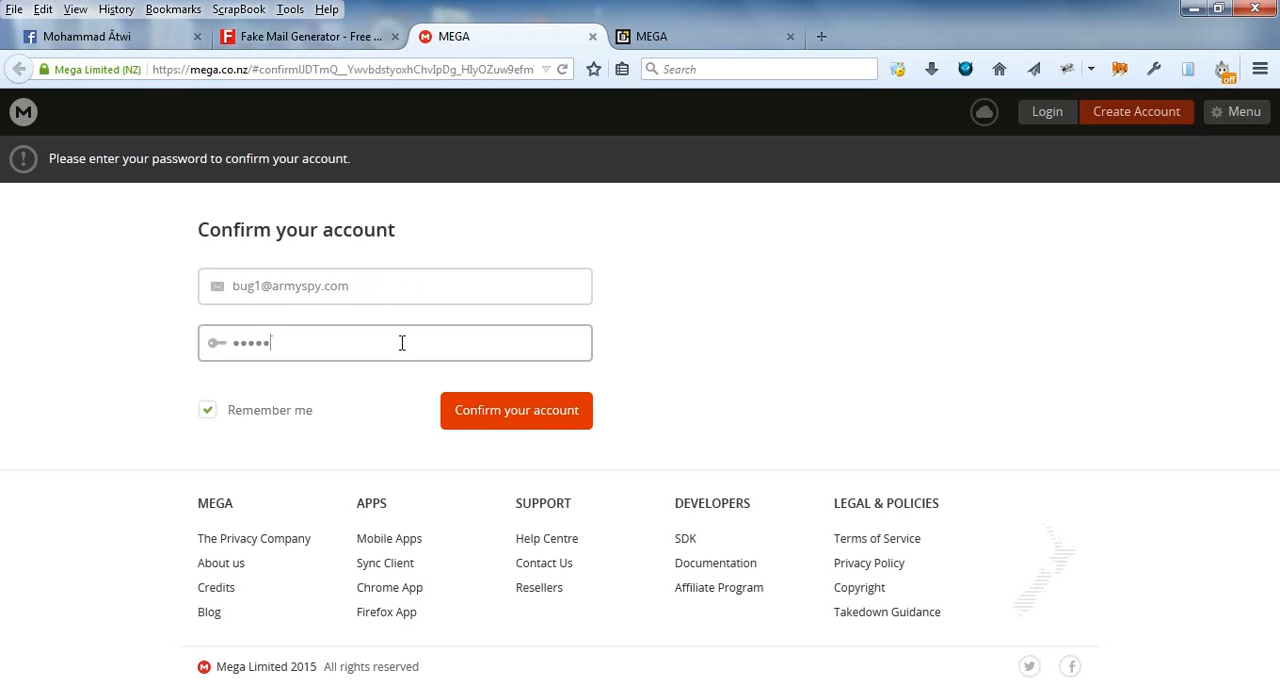 File Edit View History Bookmarks ScrapBook Tools Help
Mohammad Ãtwi
Fake Mail Generator - Free ...
MEGA
MEGA
Mega Limited (NZ)
Search
off
M
Login
Create Account
Menu
Please enter your password to confirm your account.
Confirm your account
bug1@armyspy.com
•••••
Remember me
Confirm your account
MEGA APPS SUPPORT DEVELOPERS LEGAL & POLICIES
The Privacy Company Mobile Apps Help Centre SDK Terms of Service
About us Sync Client Contact Us Documentation Privacy Policy
Credits Chrome App Resellers Affiliate Program Copyright
Blog Firefox App Takedown Guidance
Mega Limited 2015 All rights reserved